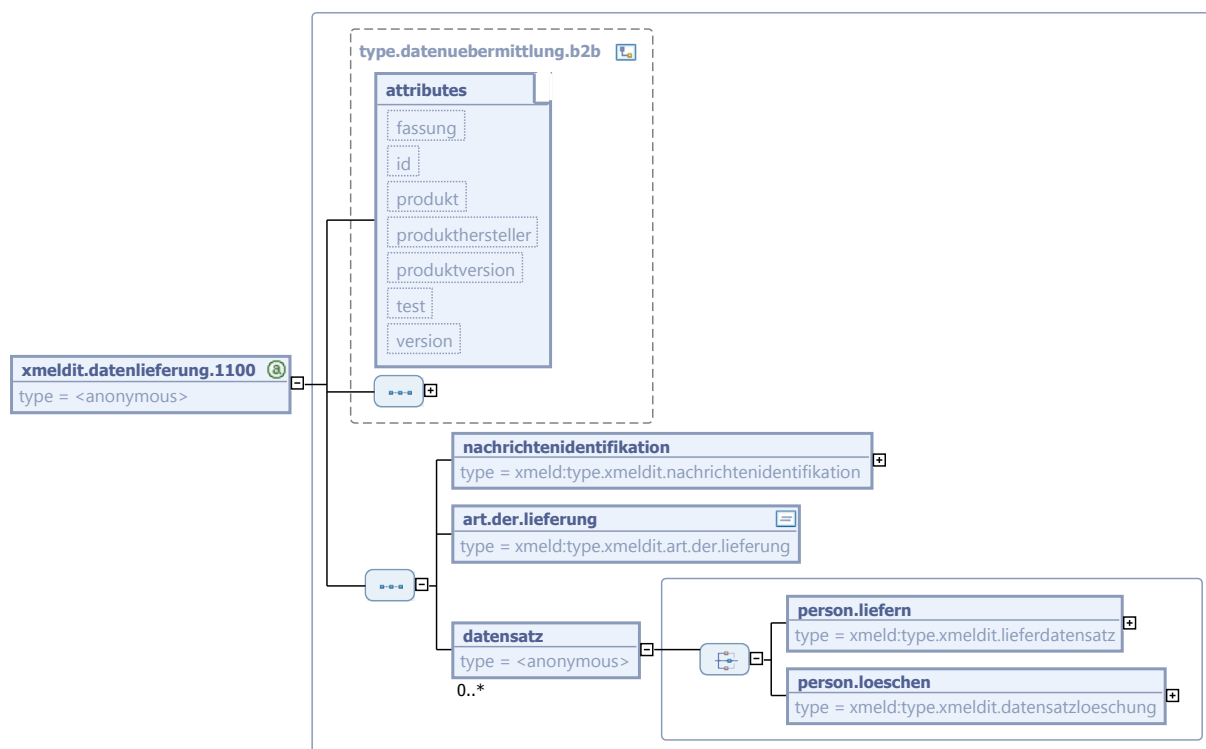 type.datenuebermittlung.b2b
attributes
fassung
id
produkt
produkthersteller
produktversion
test
version
xmeldit.datenlieferung.1100 a
type = <anonymous>
nachrichtenidentifikation
type = xmeld:type.xmeldit.nachrichtenidentifikation
art.der.lieferung
type = xmeld:type.xmeldit.art.der.lieferung
datensatz
type = <anonymous>
0..*
person.liefern
type = xmeld:type.xmeldit.lieferdatensatz
person.loeschen
type = xmeld:type.xmeldit.datensatzloeschung